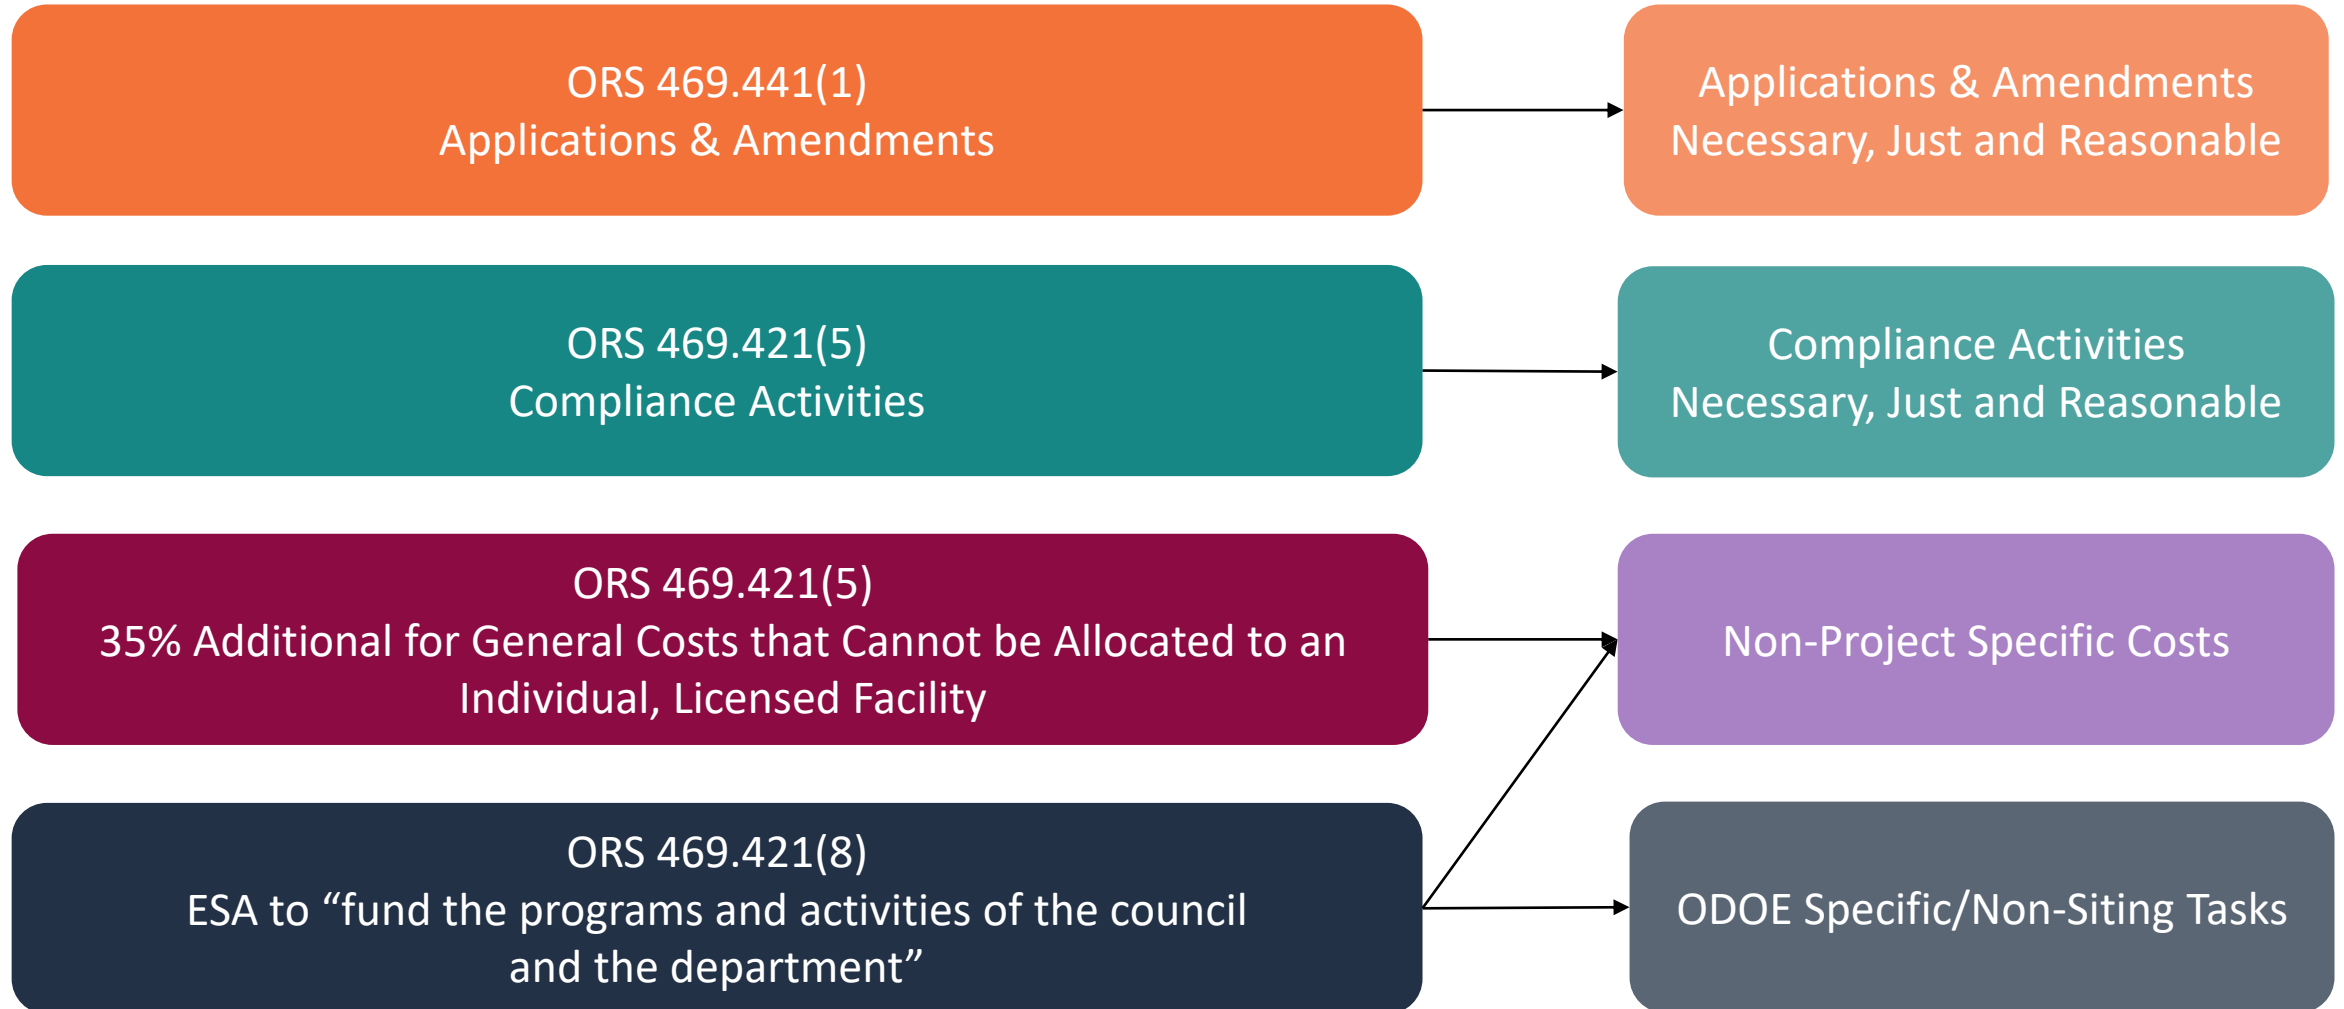 ORS 469.441(1)
Applications & Amendments
Applications & Amendments
Necessary, Just and Reasonable
ORS 469.421(5)
Compliance Activities
Compliance Activities
Necessary, Just and Reasonable
ORS 469.421(5)
35% Additional for General Costs that Cannot be Allocated to an
Individual, Licensed Facility
Non-Project Specific Costs
ORS 469.421(8)
ESA to “fund the programs and activities of the council
and the department”
ODOE Specific/Non-Siting Tasks